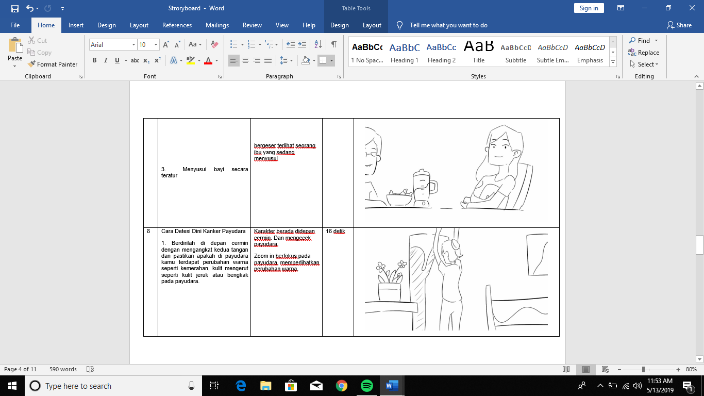 Storyboard - Word
Table Tools
Sign in
File
Home
Insert
Design
Layout
References
Mailings
Review
View
Help
Design
Layout
Tell me what you want to do
Share
Paste
Cut
Copy
Format Painter
Clipboard
Arial
10
Font
Paragraph
AaBbCc
AaBbC
AaBbCc
AaB
AaBbCcD
AaBbCcD
AaBbCcD
1 No Spac...
Heading 1
Heading 2
Title
Subtitle
Subtle Em...
Emphasis
Styles
Find
Replace
Select
Editing
3. Menyusui bayi secara
teratur
bergeser terlihat seorang
ibu yang sedang
menyusui
8
Cara Detesi Dini Kanker Payudara
1. Berdirilah di depan cermin
dengan mengangkat kedua tangan
dan pastikan apakah di payudara
kamu terdapat perubahan warna
seperti kemerahan, kulit mengerut
seperti kulit jeruk atau bengkak
pada payudara.
Karakter berada didepan
cermin. Dan mengecek
payudara.
Zoom in berfokus pada
payudara, memperlihatkan
perubahan warna.
16 detik
Page 4 of 11
590 words
80%
Type here to search
11:53 AM
5/13/2019